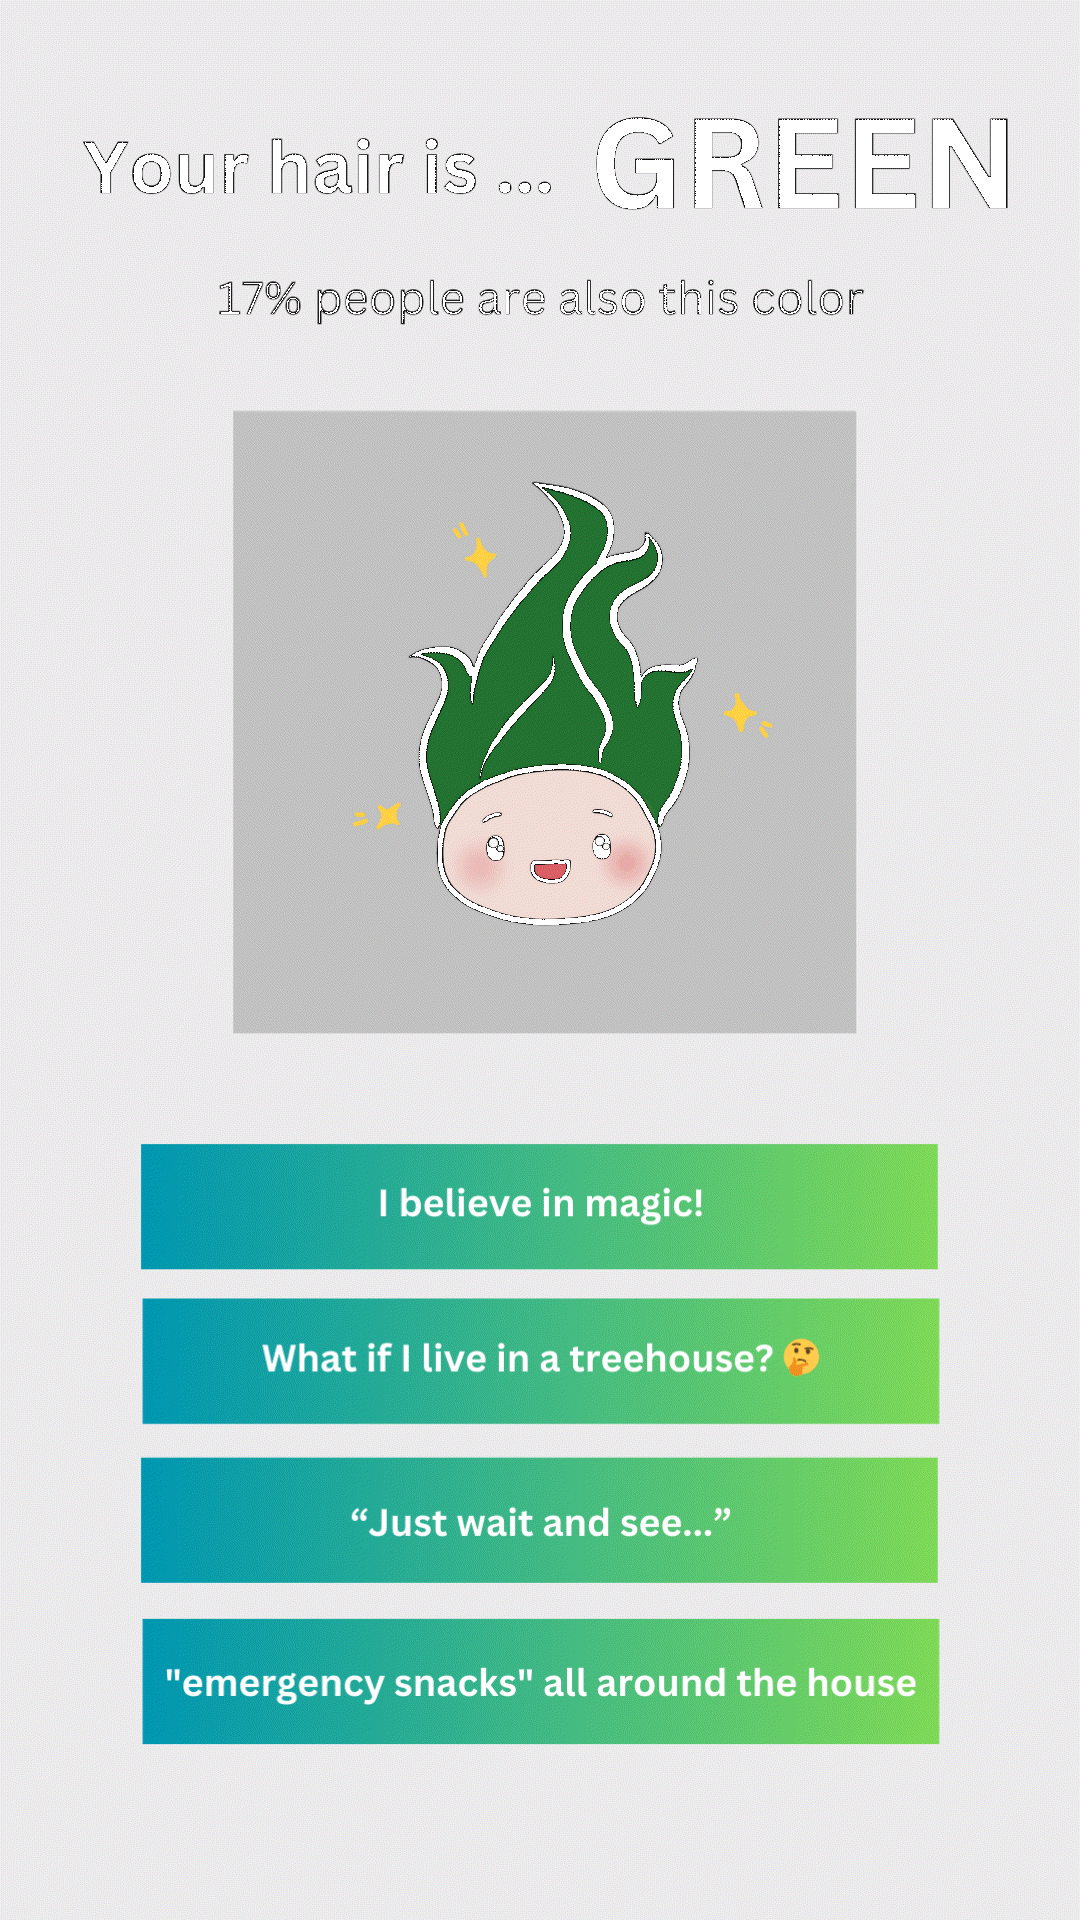 Your hair is ... GREEN
17% people are also this color
I believe in magic!
What if I live in a treehouse? 🤔
“Just wait and see...”
"emergency snacks" all around the house